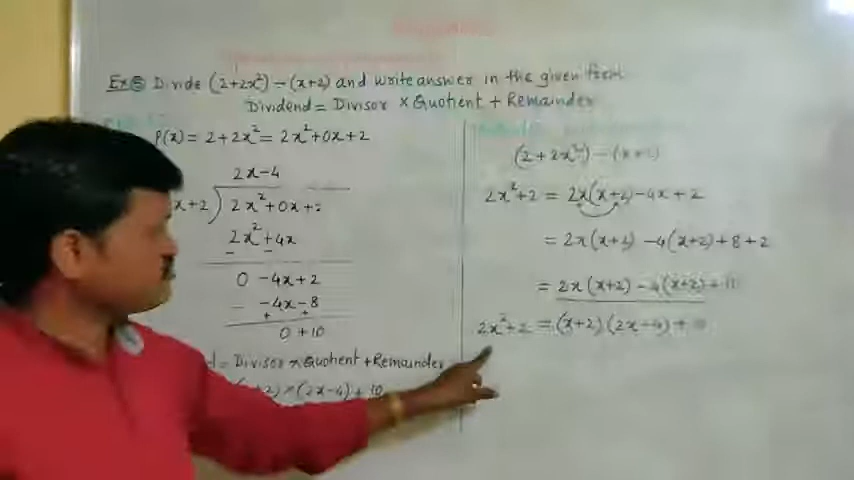 Ex⑤ Divide (2+2x²) ÷ (x+2) and write answer in the given form
Dividend = Divisor × Quotient + Remainder
P(x) = 2+2x² = 2x²+0x+2
2x-4
x+2 ) 2x²+0x+2
2x²+4x
- -
0 -4x+2
- -4x-8
+ +
0 +10
= Divisor × Quotient + Remainder
+2) × (2x-4) + 10
(2+2x²) ÷ (x+2)
2x²+2 = 2x(x+2)-4x+2
= 2x(x+2) -4(x+2)+8+2
= 2x(x+2) -4(x+2)+10
2x²+2 = (x+2)(2x-4)+10